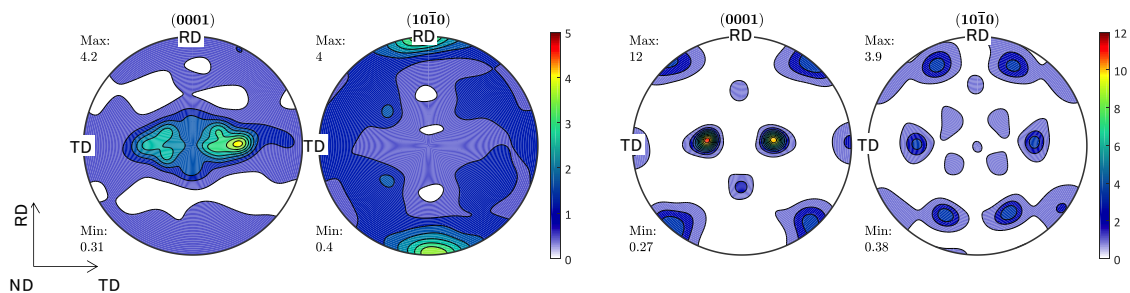 (0001)
(101̄0)
(0001)
(101̄0)
RD
RD
RD
RD
Max:
4.2
Max:
4
Max:
12
Max:
3.9
TD
TD
TD
TD
Min:
0.31
Min:
0.4
Min:
0.27
Min:
0.38
5
4
3
2
1
0
12
10
8
6
4
2
0
RD
ND
TD